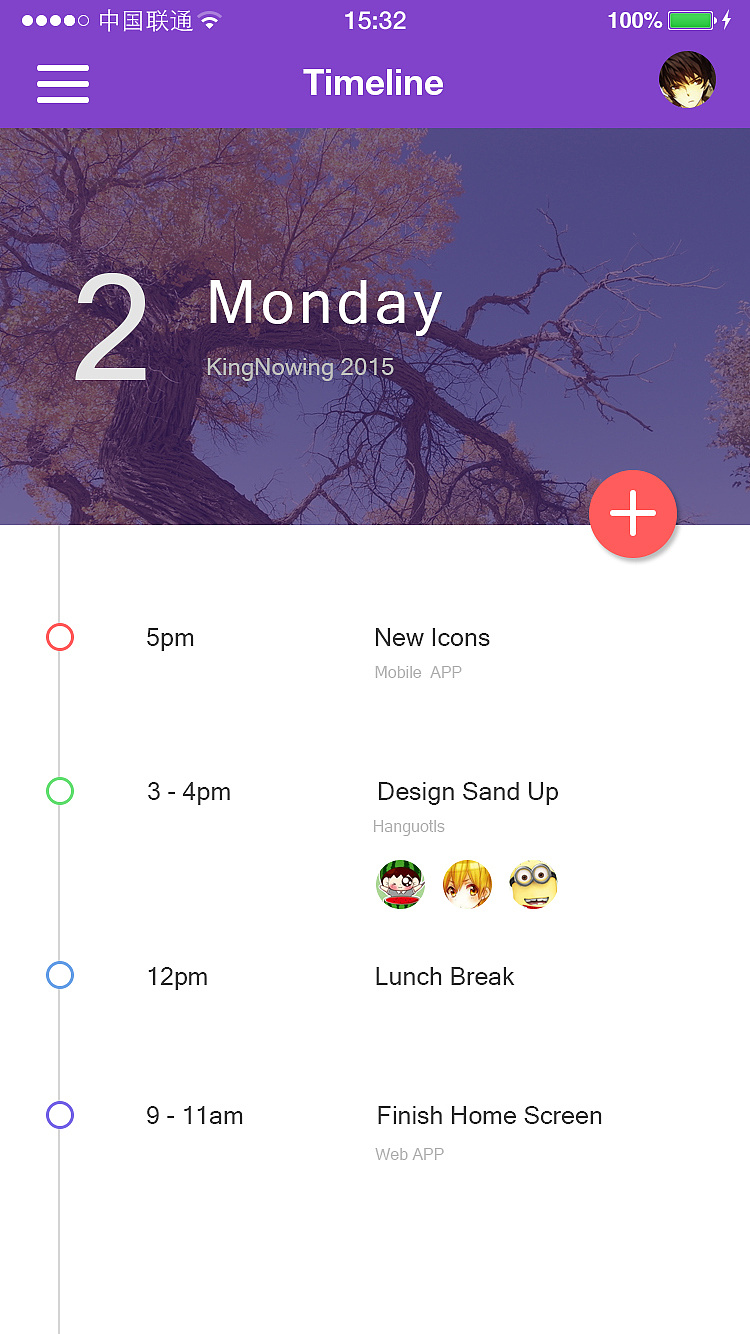 中国联通 15:32 100%
Timeline
2 Monday
KingNowing 2015
5pm New Icons
Mobile APP
3 - 4pm Design Sand Up
Hanguotls
12pm Lunch Break
9 - 11am Finish Home Screen
Web APP